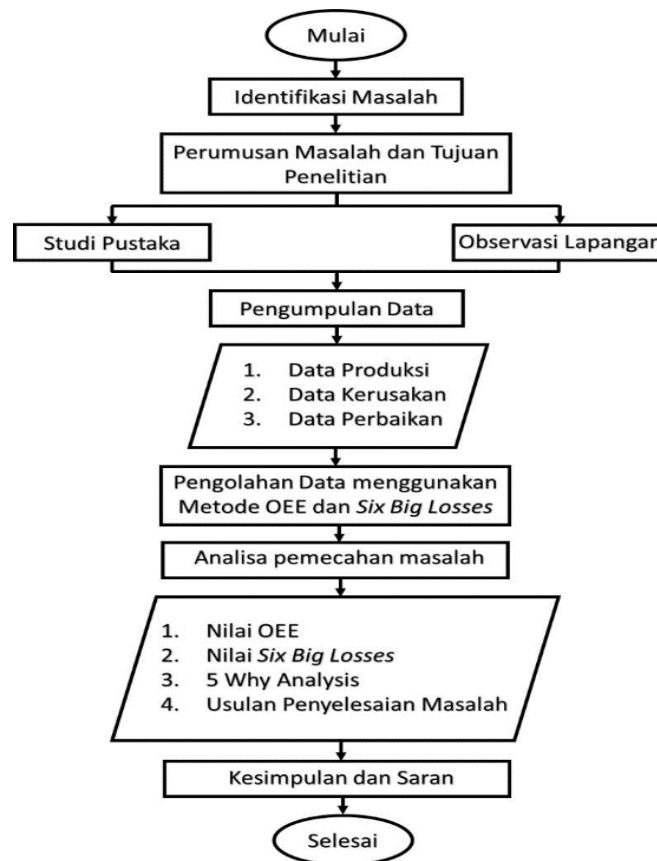 Mulai
Identifikasi Masalah
Perumusan Masalah dan Tujuan
Penelitian
Studi Pustaka
Observasi Lapangan
Pengumpulan Data
1. Data Produksi
2. Data Kerusakan
3. Data Perbaikan
Pengolahan Data menggunakan
Metode OEE dan Six Big Losses
Analisa pemecahan masalah
1. Nilai OEE
2. Nilai Six Big Losses
3. 5 Why Analysis
4. Usulan Penyelesaian Masalah
Kesimpulan dan Saran
Selesai